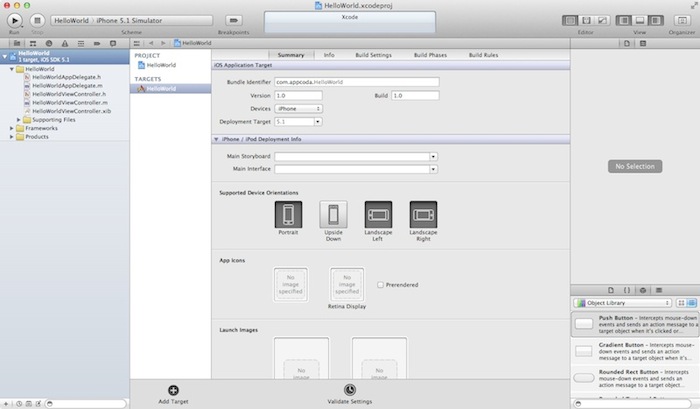 HelloWorld.xcodeproj
HelloWorld
iPhone 5.1 Simulator
Xcode
Run
Stop
Scheme
Breakpoints
Editor
View
Organizer
HelloWorld
HelloWorld
1 target, iOS SDK 5.1
HelloWorld
HelloWorldAppDelegate.h
HelloWorldAppDelegate.m
HelloWorldViewController.h
HelloWorldViewController.m
HelloWorldViewController.xib
Supporting Files
Frameworks
Products
PROJECT
HelloWorld
TARGETS
HelloWorld
Summary
Info
Build Settings
Build Phases
Build Rules
iOS Application Target
Bundle Identifier
com.appcoda.HelloWorld
Version
1.0
Build
1.0
Devices
iPhone
Deployment Target
5.1
iPhone / iPod Deployment Info
Main Storyboard
Main Interface
Supported Device Orientations
Portrait
Upside
Down
Landscape
Left
Landscape
Right
App Icons
No
image
specified
No
image
specified
Prerendered
Retina Display
Launch Images
No
image
No
image
Add Target
Validate Settings
No Selection
Object Library
Push Button – Intercepts mouse-down
events and sends an action message to a
target object when it's clicked or...
Gradient Button – Intercepts mouse-
down events and sends an action
message to a target object when it's...
Rounded Rect Button – Intercepts
mouse-down events and sends an
action message to a target object...